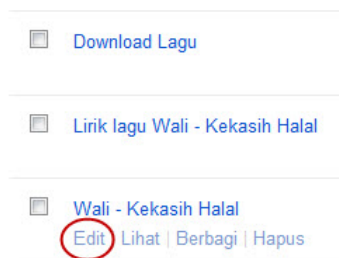 Download Lagu
Lirik lagu Wali - Kekasih Halal
Wali - Kekasih Halal
Edit | Lihat | Berbagi | Hapus